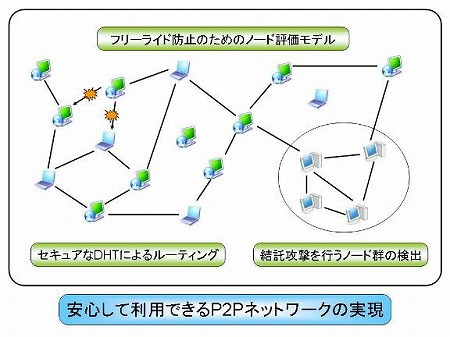 フリーライド防止のためのノード評価モデル
セキュアなDHTによるルーティング
結託攻撃を行うノード群の検出
安心して利用できるP2Pネットワークの実現